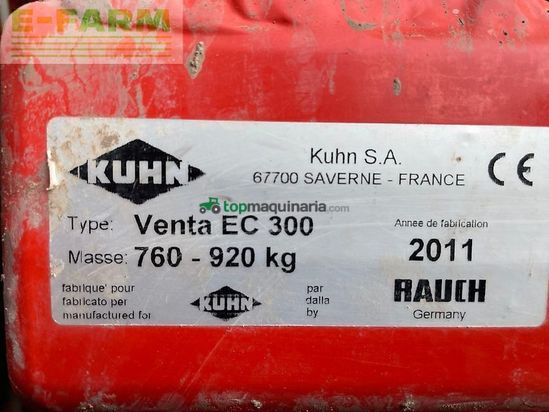 E-FARM
KUHN
Kuhn S.A.
67700 SAVERNE - FRANCE
CE
topmaquinaria.com
Type: Venta EC 300
Année de fabrication
Masse: 760 - 920 kg
2011
fabriqué pour
fabricato per
manufactured for
KUHN
par
dalla
by
RAUCH
Germany